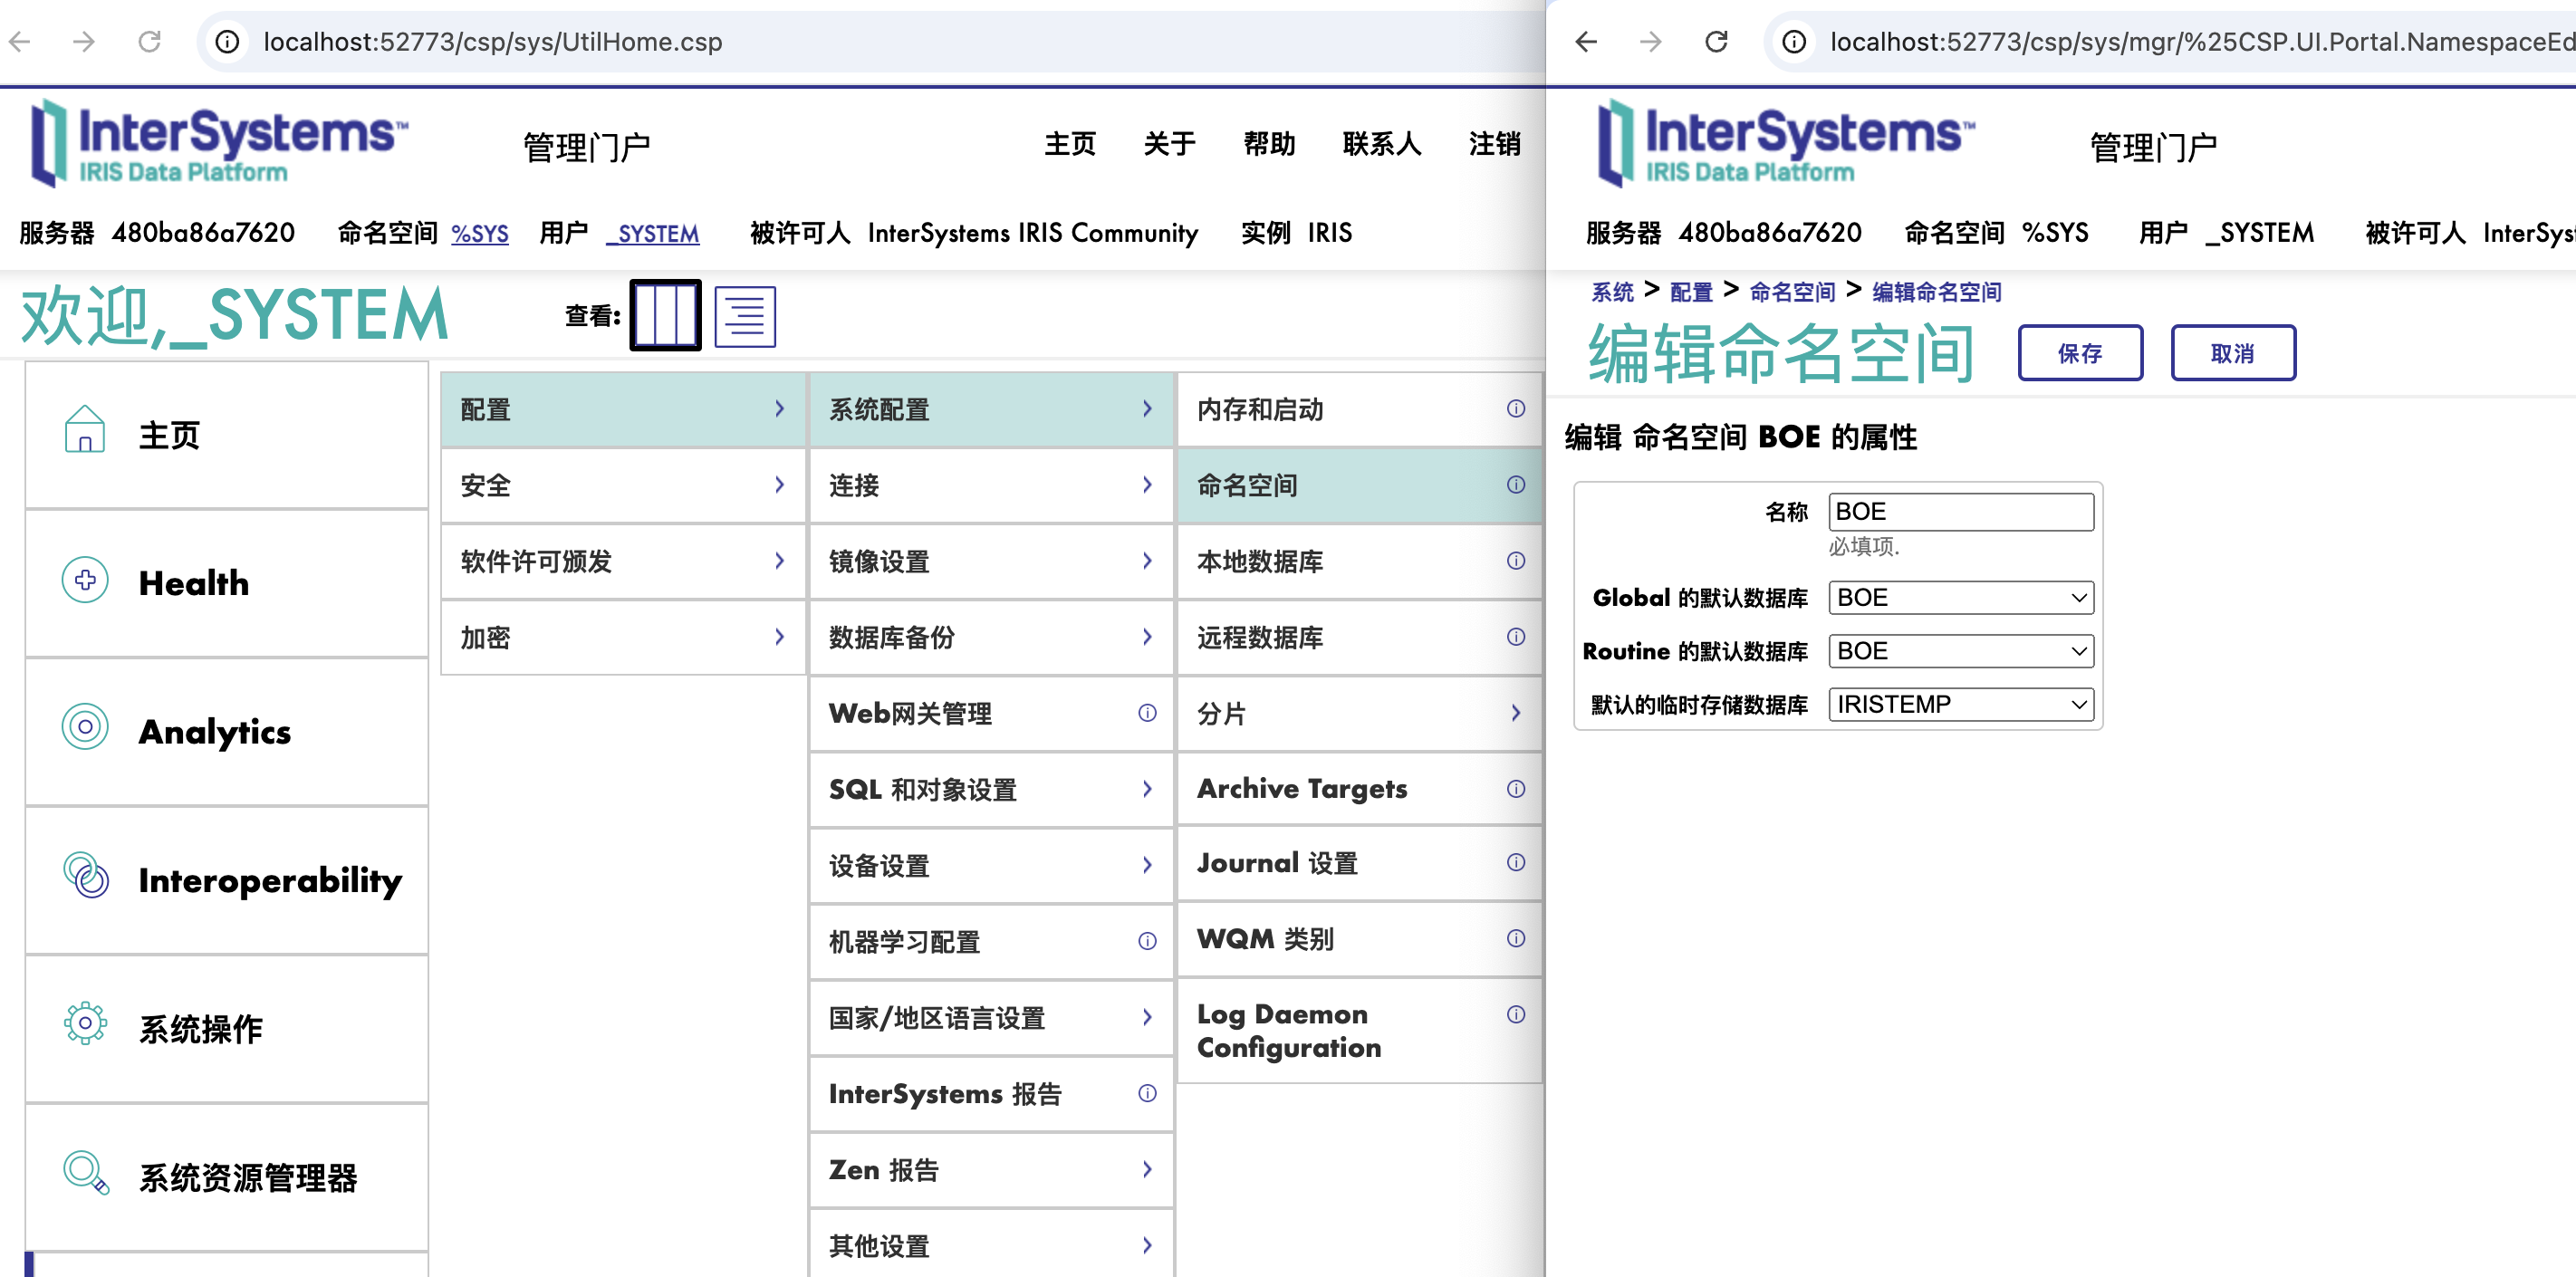 localhost:52773/csp/sys/UtilHome.csp
InterSystems™
IRIS Data Platform
管理门户
主页 关于 帮助 联系人 注销
服务器 480ba86a7620 命名空间 %SYS 用户 _SYSTEM 被许可人 InterSystems IRIS Community 实例 IRIS
欢迎,_SYSTEM
查看:
主页
Health
Analytics
Interoperability
系统操作
系统资源管理器
配置
安全
软件许可颁发
加密
系统配置
连接
镜像设置
数据库备份
Web网关管理
SQL 和对象设置
设备设置
机器学习配置
国家/地区语言设置
InterSystems 报告
Zen 报告
其他设置
内存和启动
命名空间
本地数据库
远程数据库
分片
Archive Targets
Journal 设置
WQM 类别
Log Daemon
Configuration
localhost:52773/csp/sys/mgr/%25CSP.UI.Portal.NamespaceEd
InterSystems™
IRIS Data Platform
管理门户
服务器 480ba86a7620 命名空间 %SYS 用户 _SYSTEM 被许可人 InterSyst
系统 > 配置 > 命名空间 > 编辑命名空间
编辑命名空间
保存 取消
编辑 命名空间 BOE 的属性
名称 BOE
必填项.
Global 的默认数据库 BOE
Routine 的默认数据库 BOE
默认的临时存储数据库 IRISTEMP